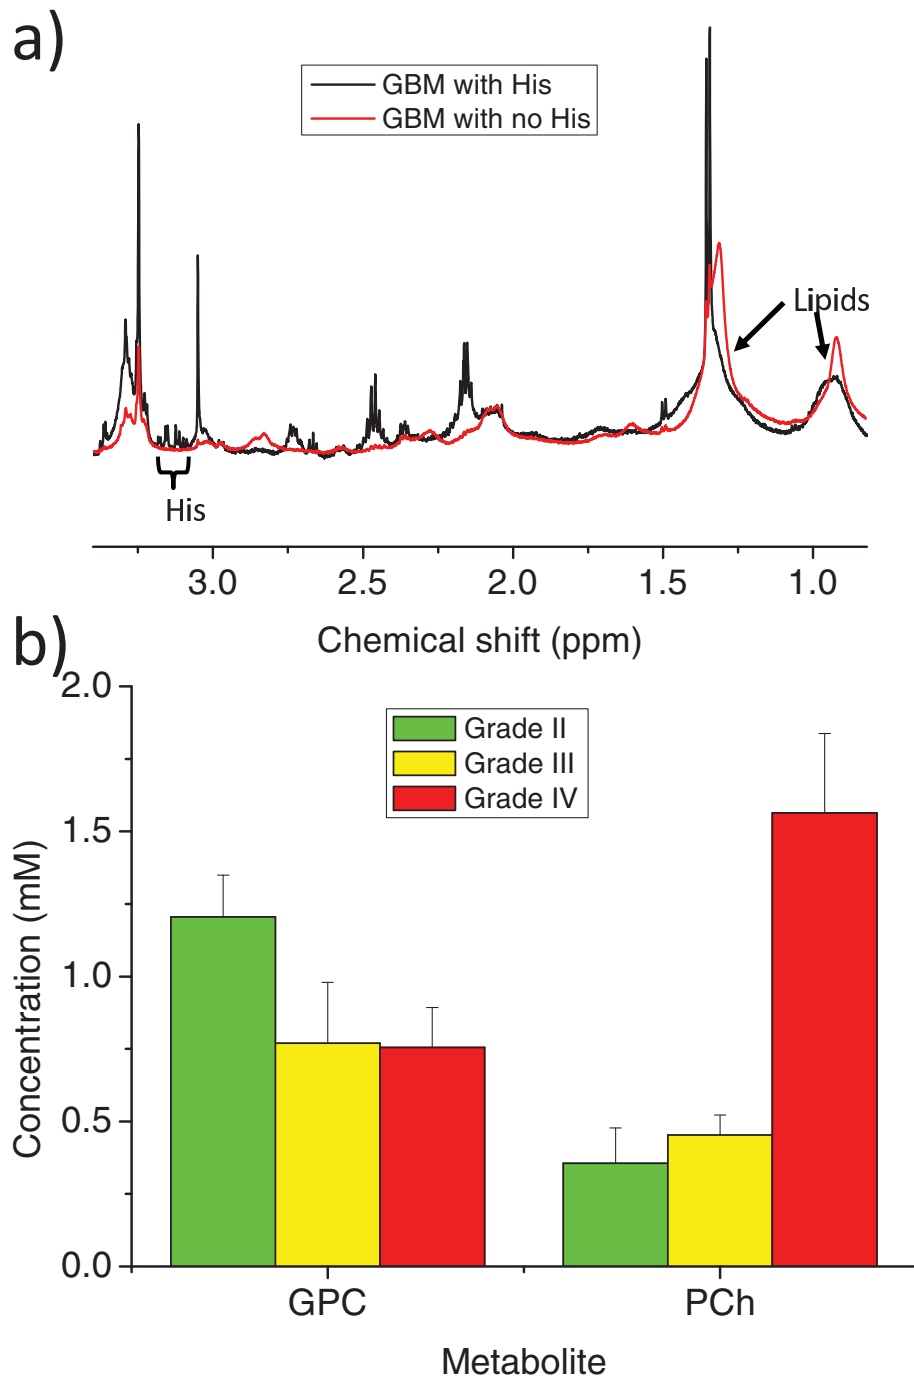 a)
GBM with His
GBM with no His
Lipids
His
3.0 2.5 2.0 1.5 1.0
Chemical shift (ppm)
b)
2.0
Grade II
Grade III
Grade IV
1.5
1.0
0.5
0.0
Concentration (mM)
GPC PCh
Metabolite